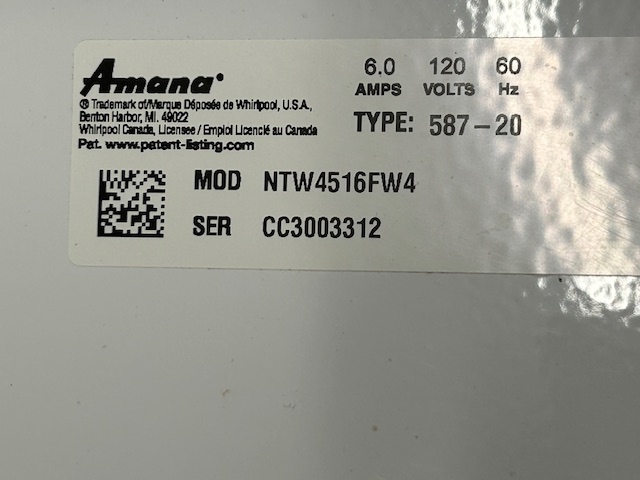 Amana®
® Trademark of/Marque Déposée de Whirlpool, U.S.A.,
Benton Harbor, MI. 49022
Whirlpool Canada, Licensee / Emploi Licencié au Canada
Pat. www.patent-listing.com
6.0 120 60
AMPS VOLTS Hz
TYPE: 587-20
MOD NTW4516FW4
SER CC3003312